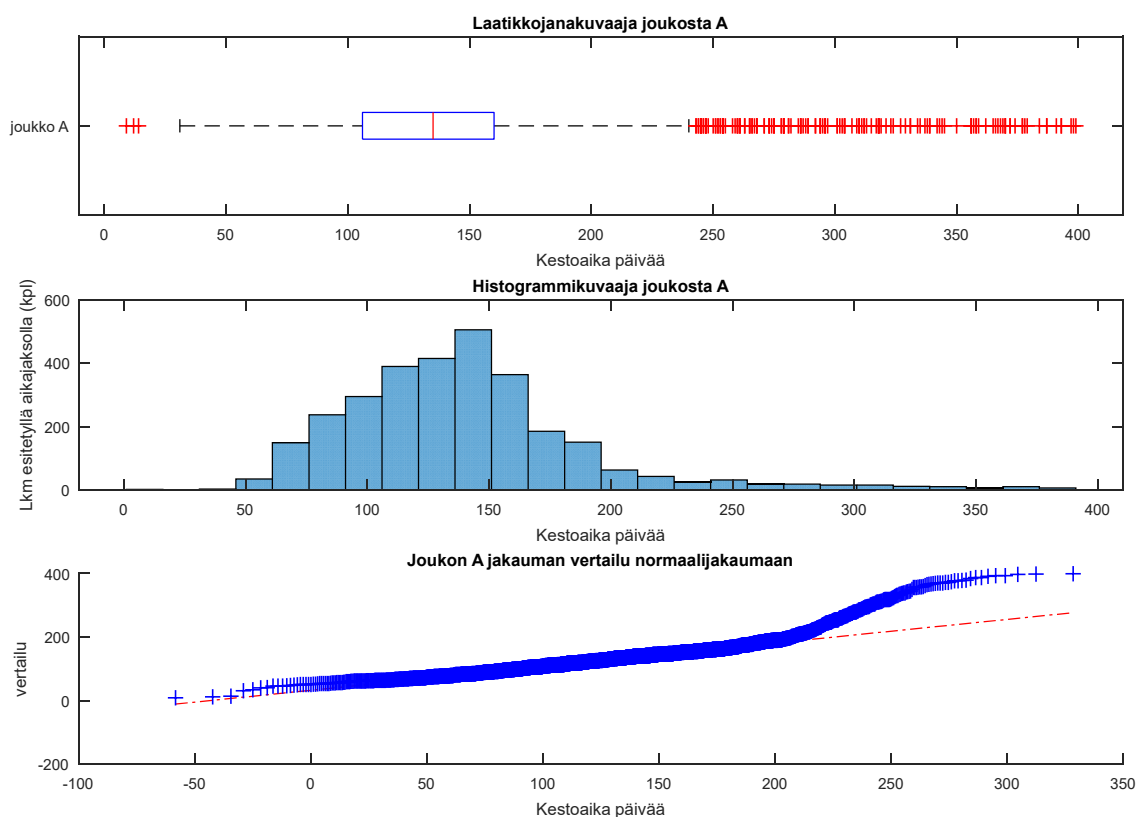 Laatikkojanakuvaaja joukosta A
joukko A
0 50 100 150 200 250 300 350 400
Kestoaika päivää
Histogrammikuvaaja joukosta A
Lkm esitetyllä aikajaksolla (kpl)
600
400
200
0
0 50 100 150 200 250 300 350 400
Kestoaika päivää
Joukon A jakauman vertailu normaalijakaumaan
vertailu
400
200
0
-200
-100 -50 0 50 100 150 200 250 300 350
Kestoaika päivää